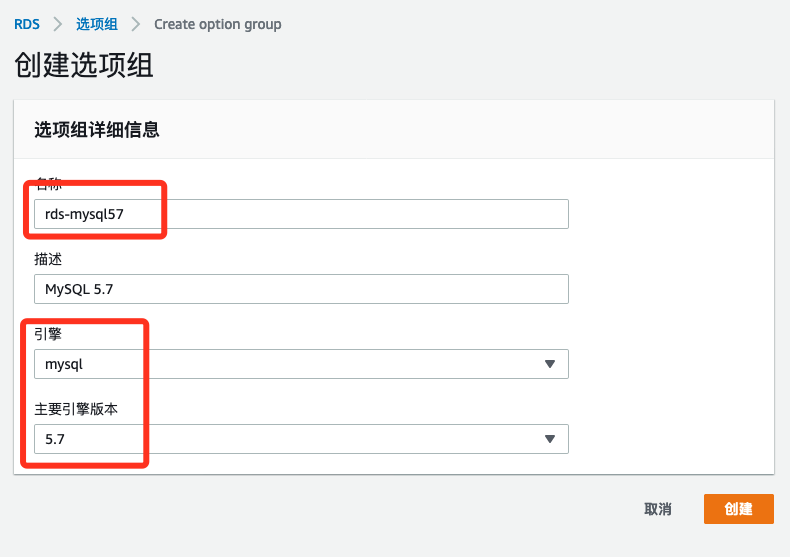 RDS > 选项组 > Create option group
创建选项组
选项组详细信息
名称
rds-mysql57
描述
MySQL 5.7
引擎
mysql
主要引擎版本
5.7
取消 创建